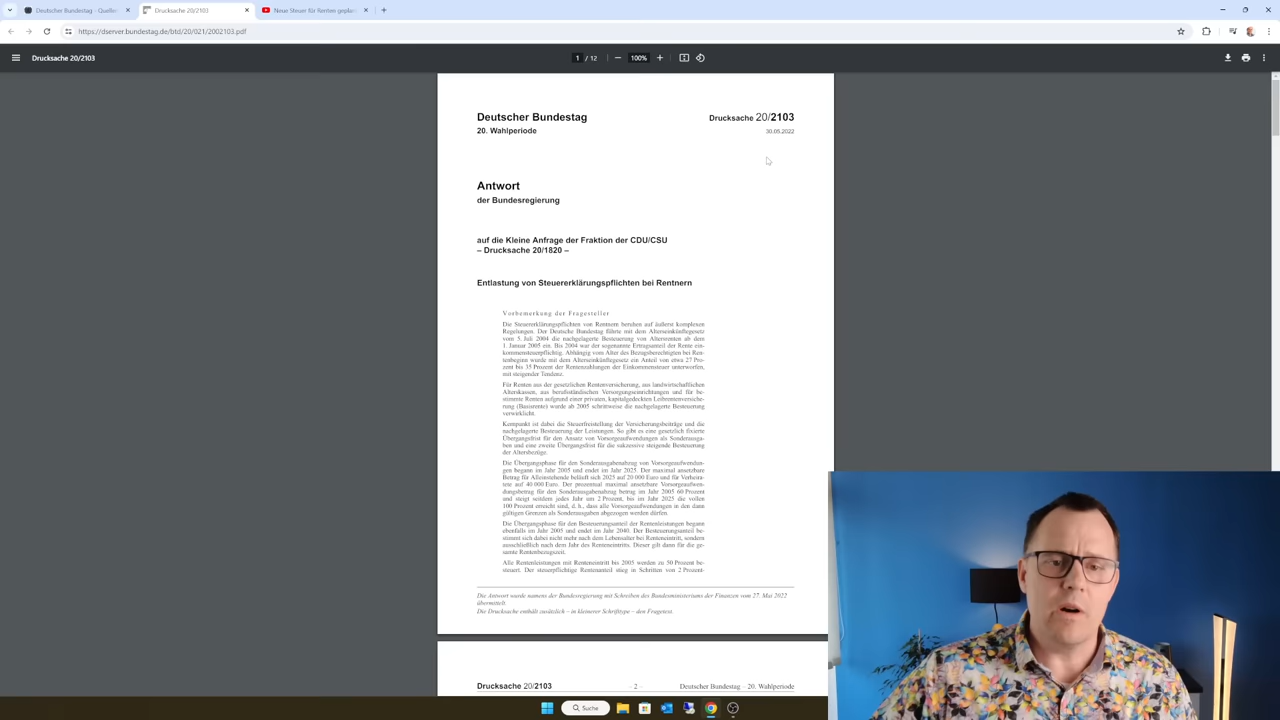 Deutscher Bundestag - Quellen
Drucksache 20/2103
Neue Steuer für Rentner geplant
https://dserver.bundestag.de/btd/20/021/2002103.pdf
Drucksache 20/2103
1 / 12
100%
Deutscher Bundestag
Drucksache 20/2103
20. Wahlperiode
30.05.2022
Antwort
der Bundesregierung
auf die Kleine Anfrage der Fraktion der CDU/CSU
– Drucksache 20/1820 –
Entlastung von Steuererklärungspflichten bei Rentnern
Vorbemerkung der Fragesteller
Die Steuererklärungspflichten von Rentnern beruhen auf äußerst komplexen
Regelungen. Der Deutsche Bundestag führte mit dem Alterseinkünftegesetz
vom 5. Juli 2004 die nachgelagerte Besteuerung von Altersrenten ab dem
1. Januar 2005 ein. Bis 2004 war der sogenannte Ertragsanteil der Rente ein-
kommensteuerpflichtig. Abhängig vom Alter des Bezugsberechtigten bei Ren-
tenbeginn wurde mit dem Alterseinkünftegesetz ein Anteil von etwa 27 Pro-
zent bis 35 Prozent der Rentenzahlungen der Einkommensteuer unterworfen,
mit steigender Tendenz.
Für Renten aus der gesetzlichen Rentenversicherung, aus landwirtschaftlichen
Alterskassen, aus berufsständischen Versorgungseinrichtungen und für be-
stimmte Renten aufgrund einer privaten, kapitalgedeckten Leibrentenversiche-
rung (Basisrente) wurde ab 2005 schrittweise die nachgelagerte Besteuerung
verwirklicht.
Kernpunkt ist dabei die Steuerfreistellung der Versicherungsbeiträge und die
nachgelagerte Besteuerung der Leistungen. So gibt es eine gesetzlich fixierte
Übergangsfrist für den Ansatz von Vorsorgeaufwendungen als Sonderausga-
ben und eine zweite Übergangsfrist für die sukzessive steigende Besteuerung
der Altersbezüge.
Die Übergangsphase für den Sonderausgabenabzug von Vorsorgeaufwendun-
gen begann im Jahr 2005 und endet im Jahr 2025. Der maximal ansetzbare
Betrag für Alleinstehende beläuft sich 2025 auf 20 000 Euro und für Verheira-
tete auf 40 000 Euro. Der prozentual maximal ansetzbare Vorsorgeaufwen-
dungsbetrag für den Sonderausgabenabzug betrug im Jahr 2005 60 Prozent
und steigt seitdem jedes Jahr um 2 Prozent, bis im Jahr 2025 die vollen
100 Prozent erreicht sind, d. h., dass alle Vorsorgeaufwendungen in den dann
gültigen Grenzen als Sonderausgaben abgezogen werden dürfen.
Die Übergangsphase für den Besteuerungsanteil der Rentenleistungen begann
ebenfalls im Jahr 2005 und endet im Jahr 2040. Der Besteuerungsanteil be-
stimmt sich dabei nicht mehr nach dem Lebensalter bei Renteneintritt, sondern
ausschließlich nach dem Jahr des Renteneintritts. Dieser gilt dann für die ge-
samte Rentenbezugszeit.
Alle Rentenleistungen mit Renteneintritt bis 2005 werden zu 50 Prozent be-
steuert. Der steuerpflichtige Rentenanteil stieg in Schritten von 2 Prozent-
Die Antwort wurde namens der Bundesregierung mit Schreiben des Bundesministeriums der Finanzen vom 27. Mai 2022
übermittelt.
Die Drucksache enthält zusätzlich – in kleinerer Schrifttype – den Fragetext.
Drucksache 20/2103
- 2 -
Deutscher Bundestag – 20. Wahlperiode
Suche